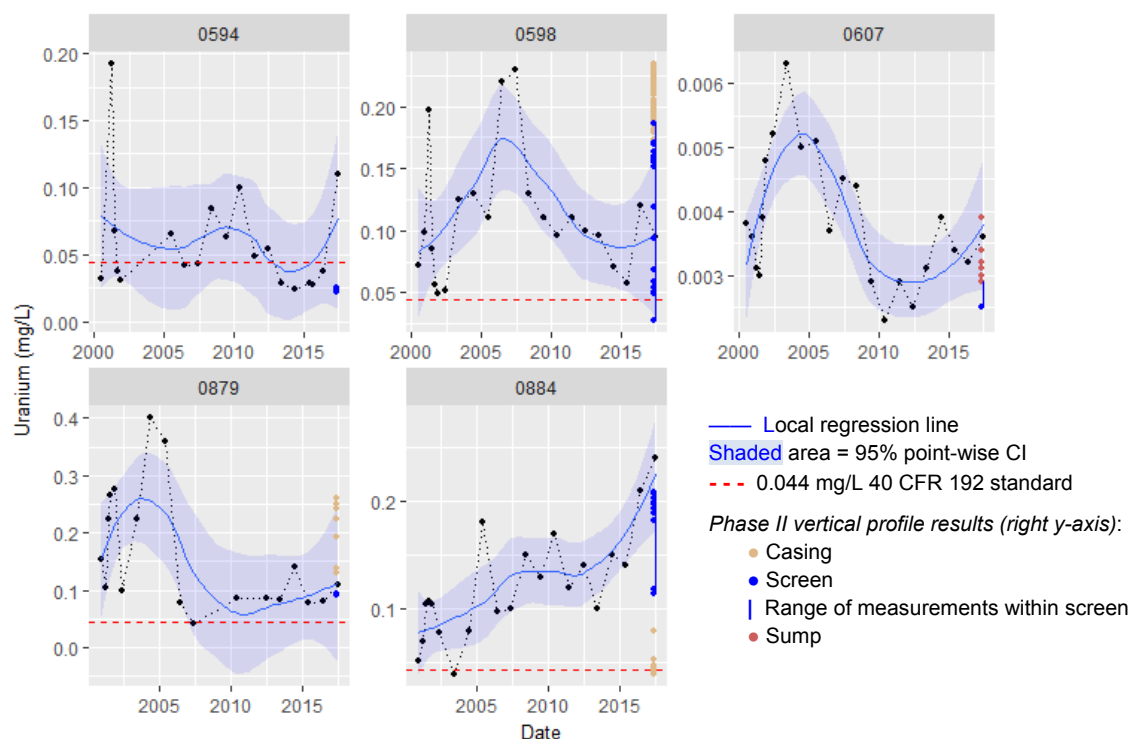 0594
0598
0607
0.20
0.15
0.10
0.05
0.00
2000 2005 2010 2015
0.20
0.15
0.10
0.05
2000 2005 2010 2015
0.006
0.005
0.004
0.003
2000 2005 2010 2015
Uranium (mg/L)
0879
0884
0.4
0.3
0.2
0.1
0.0
2005 2010 2015
0.2
0.1
2005 2010 2015
Date
Local regression line
Shaded area = 95% point-wise CI
0.044 mg/L 40 CFR 192 standard
Phase II vertical profile results (right y-axis):
Casing
Screen
Range of measurements within screen
Sump